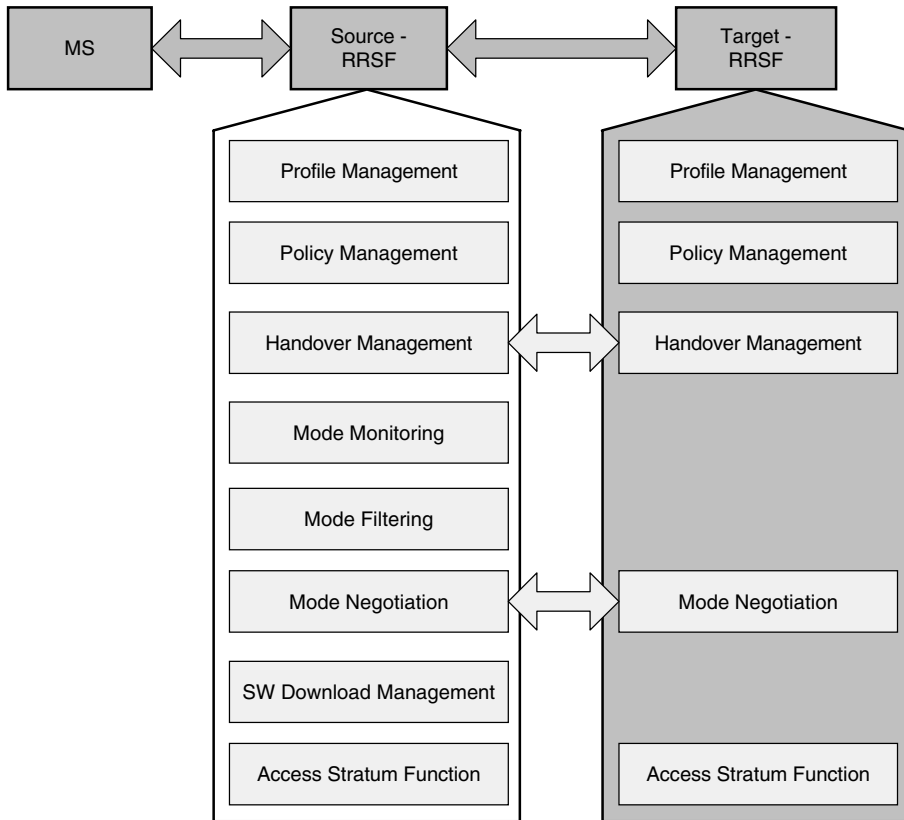 MS
Source -
RRSF
Target -
RRSF
Profile Management
Policy Management
Handover Management
Mode Monitoring
Mode Filtering
Mode Negotiation
SW Download Management
Access Stratum Function
Profile Management
Policy Management
Handover Management
Mode Negotiation
Access Stratum Function